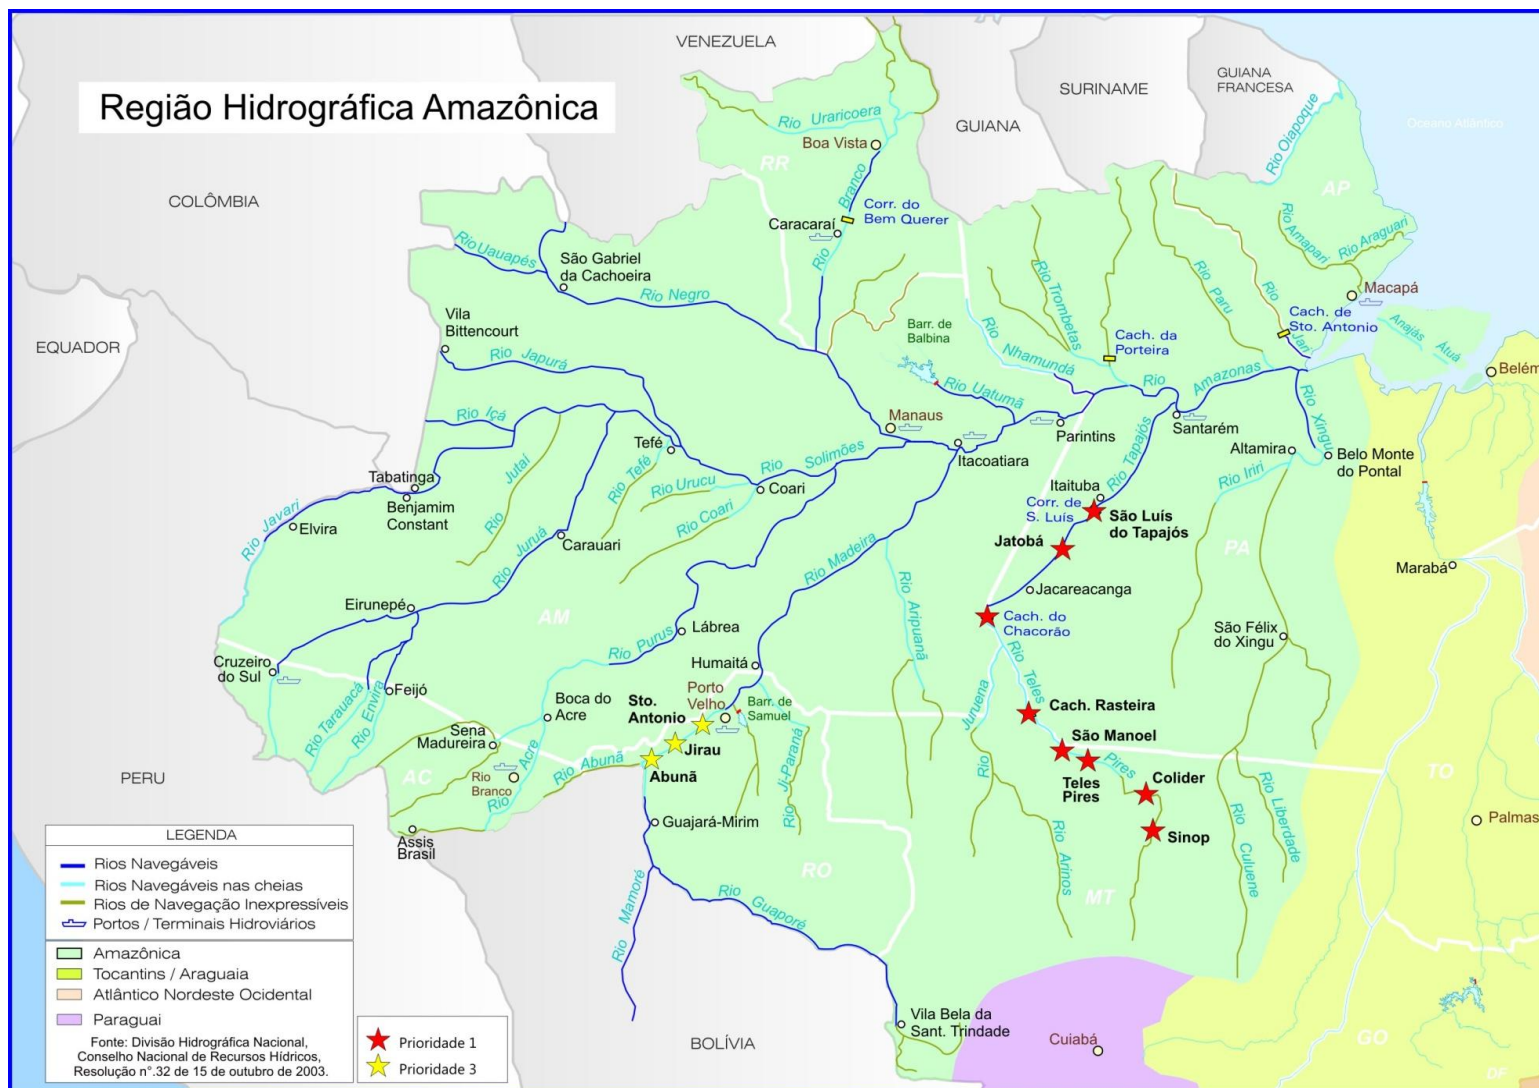 Região Hidrográfica Amazônica
VENEZUELA
SURINAME
GUIANA
FRANCESA
GUIANA
COLÔMBIA
EQUADOR
PERU
BOLÍVIA
Oceano Atlântico
RR
AP
AM
PA
AC
RO
MT
TO
GO
DF
Rio Uraricoera
Boa Vista
Rio Branco
Corr. do
Bem Querer
Caracaraí
Rio Oiapoque
Rio Amapari
Rio Araguari
Macapá
Rio Uaupés
São Gabriel
da Cachoeira
Rio Negro
Rio Trombetas
Rio Paru
Rio Jari
Cach. de
Sto. Antonio
Anajás
Atuá
Belém
Vila
Bittencourt
Rio Japurá
Barr. de
Balbina
Rio Nhamundá
Cach. da
Porteira
Rio Amazonas
Rio Uatumã
Rio Içá
Manaus
Parintins
Santarém
Rio Xingu
Altamira
Belo Monte
do Pontal
Tefé
Rio Solimões
Itacoatiara
Rio Tapajós
Rio Iriri
Tabatinga
Benjamim
Constant
Rio Jutaí
Rio Tefé
Rio Urucu
Coari
Rio Coari
Itaituba
Corr. de
S. Luís
São Luís
do Tapajós
Jatobá
Rio Javari
Elvira
Rio Juruá
Carauari
Rio Madeira
Rio Aripuanã
Jacareacanga
Marabá
Eirunepé
Cach. do
Chacorão
São Félix
do Xingu
Lábrea
Rio Purus
Humaitá
Cruzeiro
do Sul
Rio Tarauacá
Rio Envira
Feijó
Boca do
Acre
Sto.
Antonio
Porto
Velho
Barr. de
Samuel
Rio Juruena
Rio Teles Pires
Cach. Rasteira
São Manoel
Teles
Pires
Colider
Sinop
Sena
Madureira
Rio Acre
Rio
Branco
Rio Abunã
Jirau
Abunã
Rio Ji-Paraná
Rio Arinos
Rio Culuene
Rio Liberdade
Palmas
Assis
Brasil
Guajará-Mirim
Rio Mamoré
Rio Guaporé
Vila Bela da
Sant. Trindade
Cuiabá
LEGENDA
Rios Navegáveis
Rios Navegáveis nas cheias
Rios de Navegação Inexpressíveis
Portos / Terminais Hidroviários
Amazônica
Tocantins / Araguaia
Atlântico Nordeste Ocidental
Paraguai
Fonte: Divisão Hidrográfica Nacional,
Conselho Nacional de Recursos Hídricos,
Resolução n°.32 de 15 de outubro de 2003.
Prioridade 1
Prioridade 3